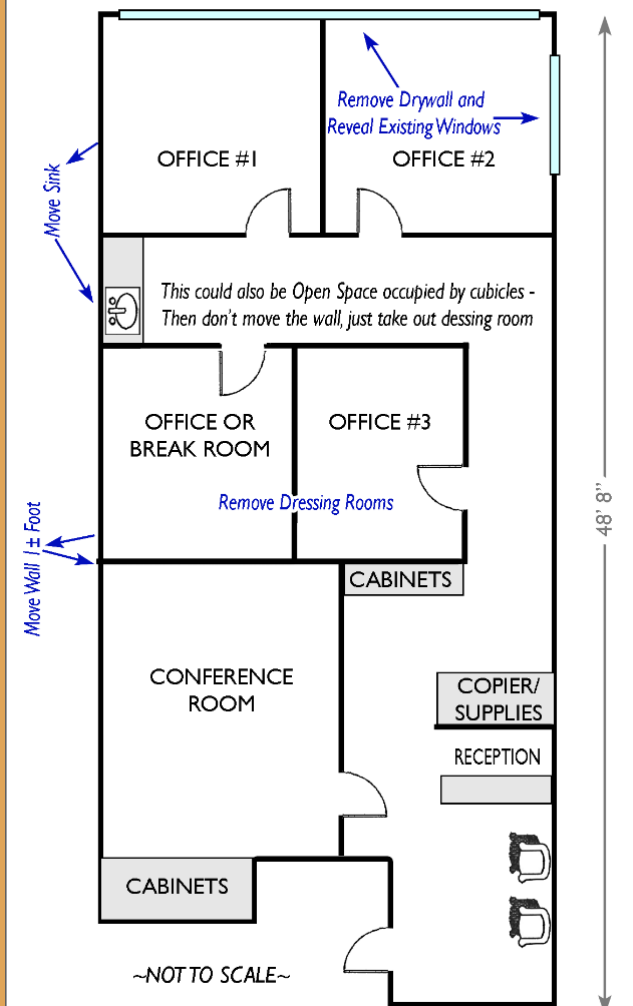 Remove Drywall and
Reveal Existing Windows
OFFICE #1
OFFICE #2
Move Sink
This could also be Open Space occupied by cubicles -
Then don't move the wall, just take out dessing room
OFFICE OR
BREAK ROOM
OFFICE #3
Remove Dressing Rooms
48' 8"
Move Wall 1± Foot
CABINETS
CONFERENCE
ROOM
COPIER/
SUPPLIES
RECEPTION
CABINETS
~NOT TO SCALE~